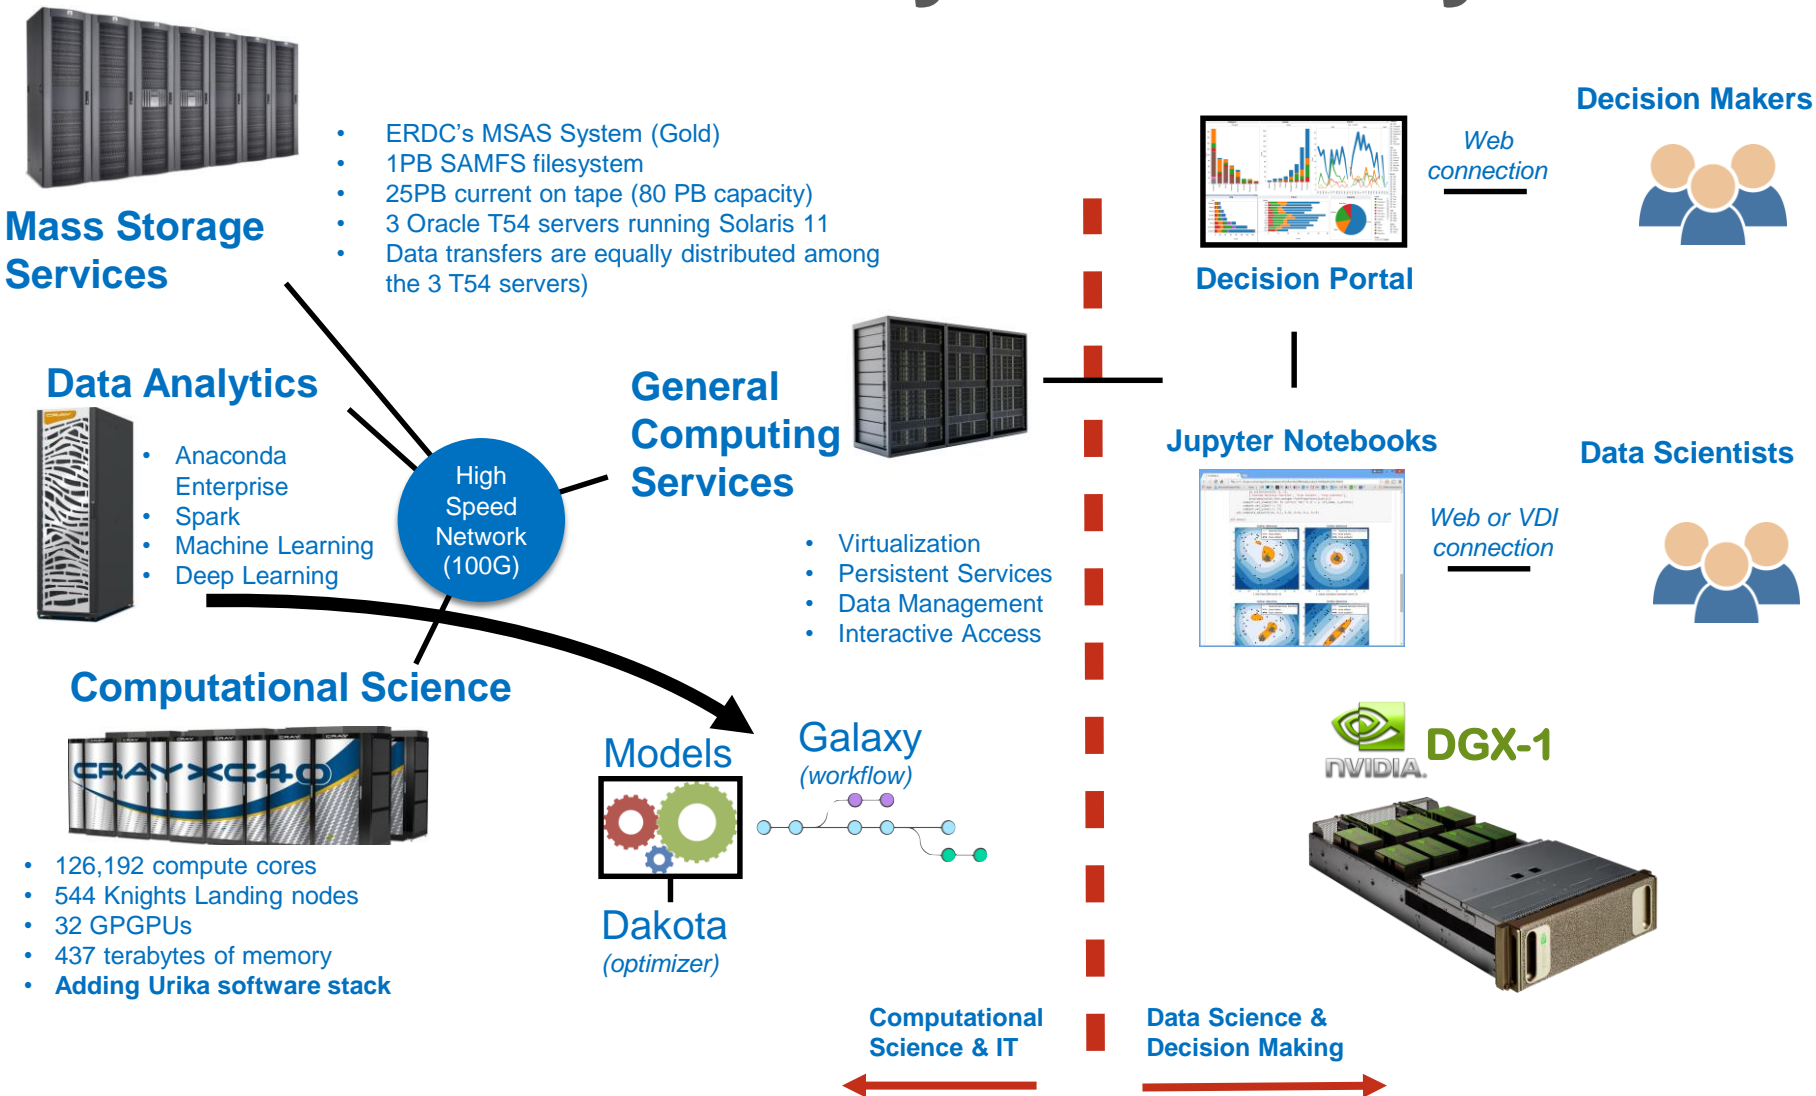 Mass Storage
Services
• ERDC's MSAS System (Gold)
• 1PB SAMFS filesystem
• 25PB current on tape (80 PB capacity)
• 3 Oracle T54 servers running Solaris 11
• Data transfers are equally distributed among
the 3 T54 servers)
Data Analytics
CRAY
• Anaconda
Enterprise
• Spark
• Machine Learning
• Deep Learning
High
Speed
Network
(100G)
General
Computing
Services
• Virtualization
• Persistent Services
• Data Management
• Interactive Access
Computational Science
CRAY XC40
• 126,192 compute cores
• 544 Knights Landing nodes
• 32 GPGPUs
• 437 terabytes of memory
• Adding Urika software stack
Models
Galaxy
(workflow)
Dakota
(optimizer)
Decision Portal
Web
connection
Decision Makers
Jupyter Notebooks
Web or VDI
connection
Data Scientists
NVIDIA.
DGX-1
Computational
Science & IT
Data Science &
Decision Making